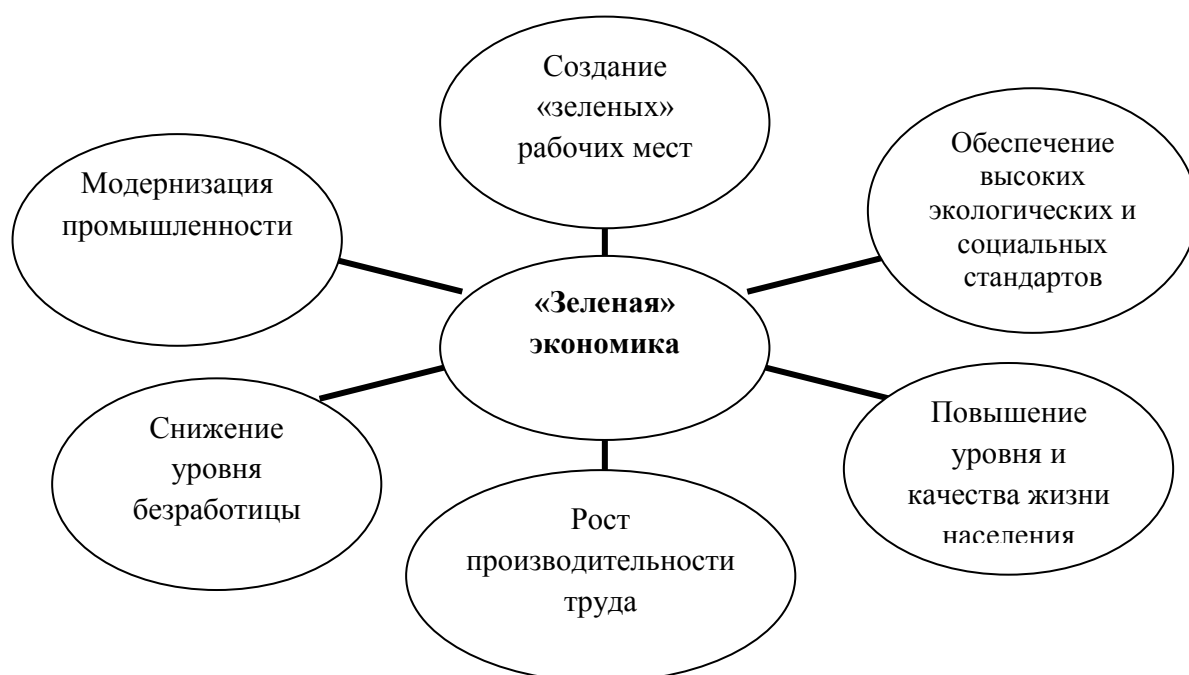 Создание
«зеленых»
рабочих мест
Обеспечение
высоких
экологических и
социальных
стандартов
Модернизация
промышленности
«Зеленая»
экономика
Снижение
уровня
безработицы
Повышение
уровня и
качества жизни
населения
Рост
производительности
труда